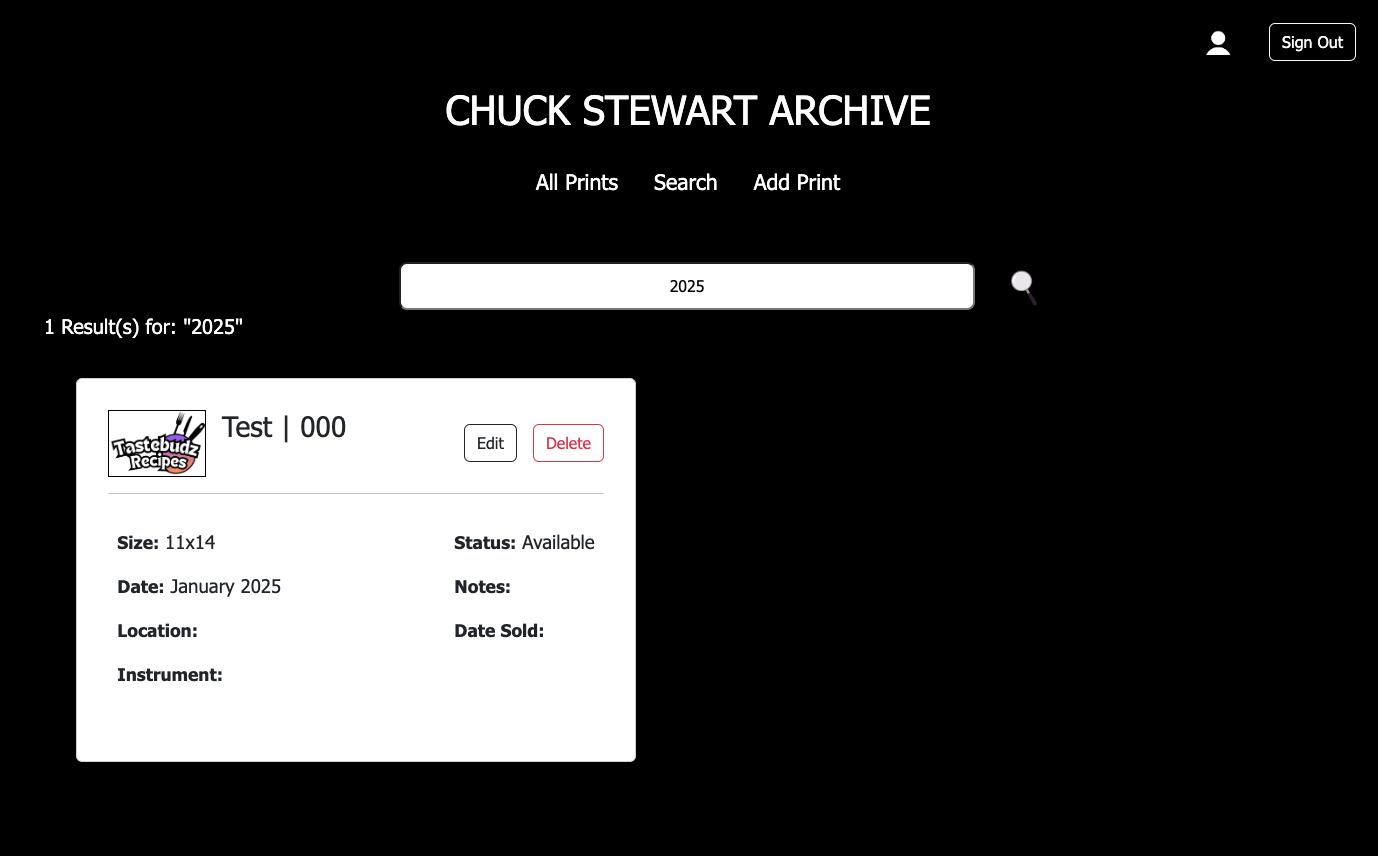 Sign Out
CHUCK STEWART ARCHIVE
All Prints Search Add Print
2025
1 Result(s) for: "2025"
Tastebudz
Recipes
Test | 000
Edit Delete
Size: 11x14
Status: Available
Date: January 2025
Notes:
Location:
Date Sold:
Instrument: